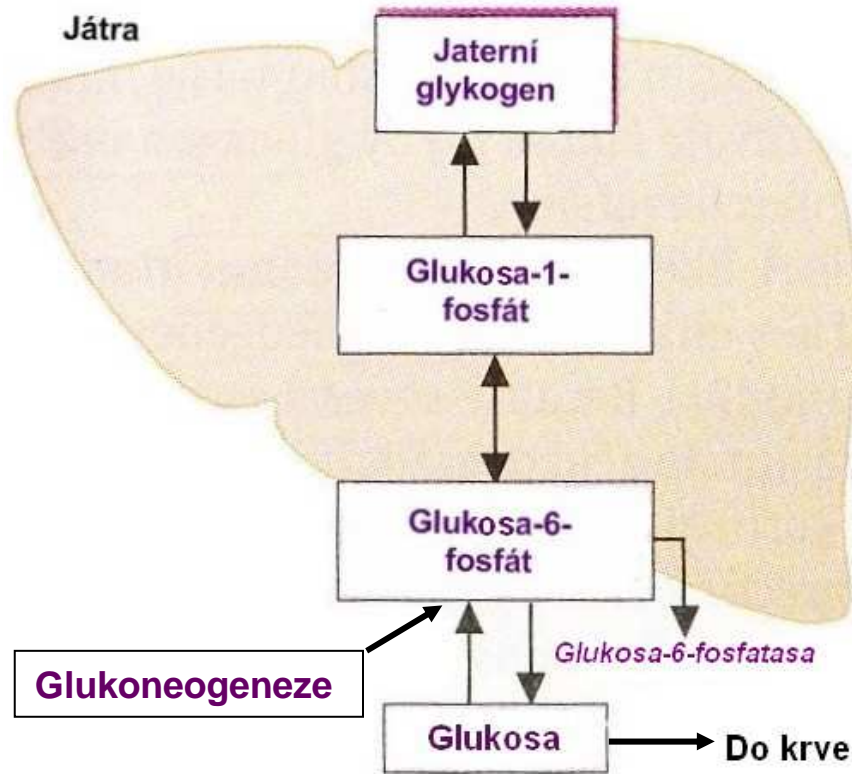 Játra
Jaterní
glykogen
Glukosa-1-
fosfát
Glukosa-6-
fosfát
Glukosa-6-fosfatasa
Glukoneogeneze
Glukosa
Do krve